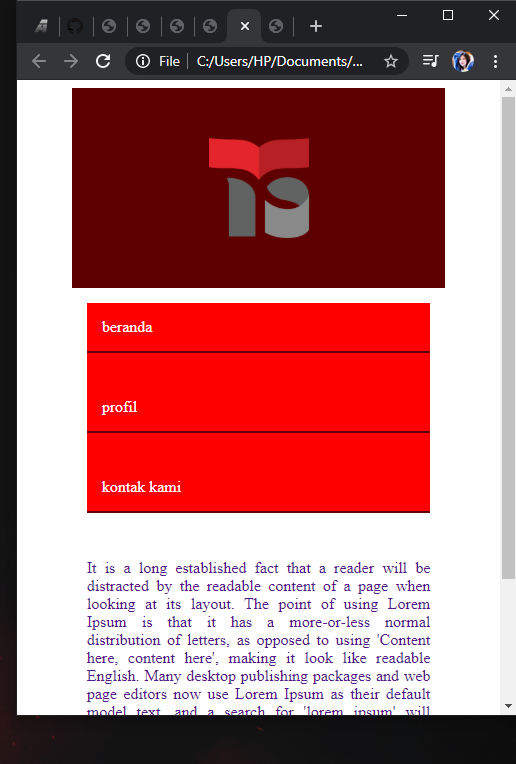 File
C:/Users/HP/Documents/...
beranda
profil
kontak kami
It is a long established fact that a reader will be
distracted by the readable content of a page when
looking at its layout. The point of using Lorem
Ipsum is that it has a more-or-less normal
distribution of letters, as opposed to using 'Content
here, content here', making it look like readable
English. Many desktop publishing packages and web
page editors now use Lorem Ipsum as their default
model text, and a search for 'lorem ipsum' will